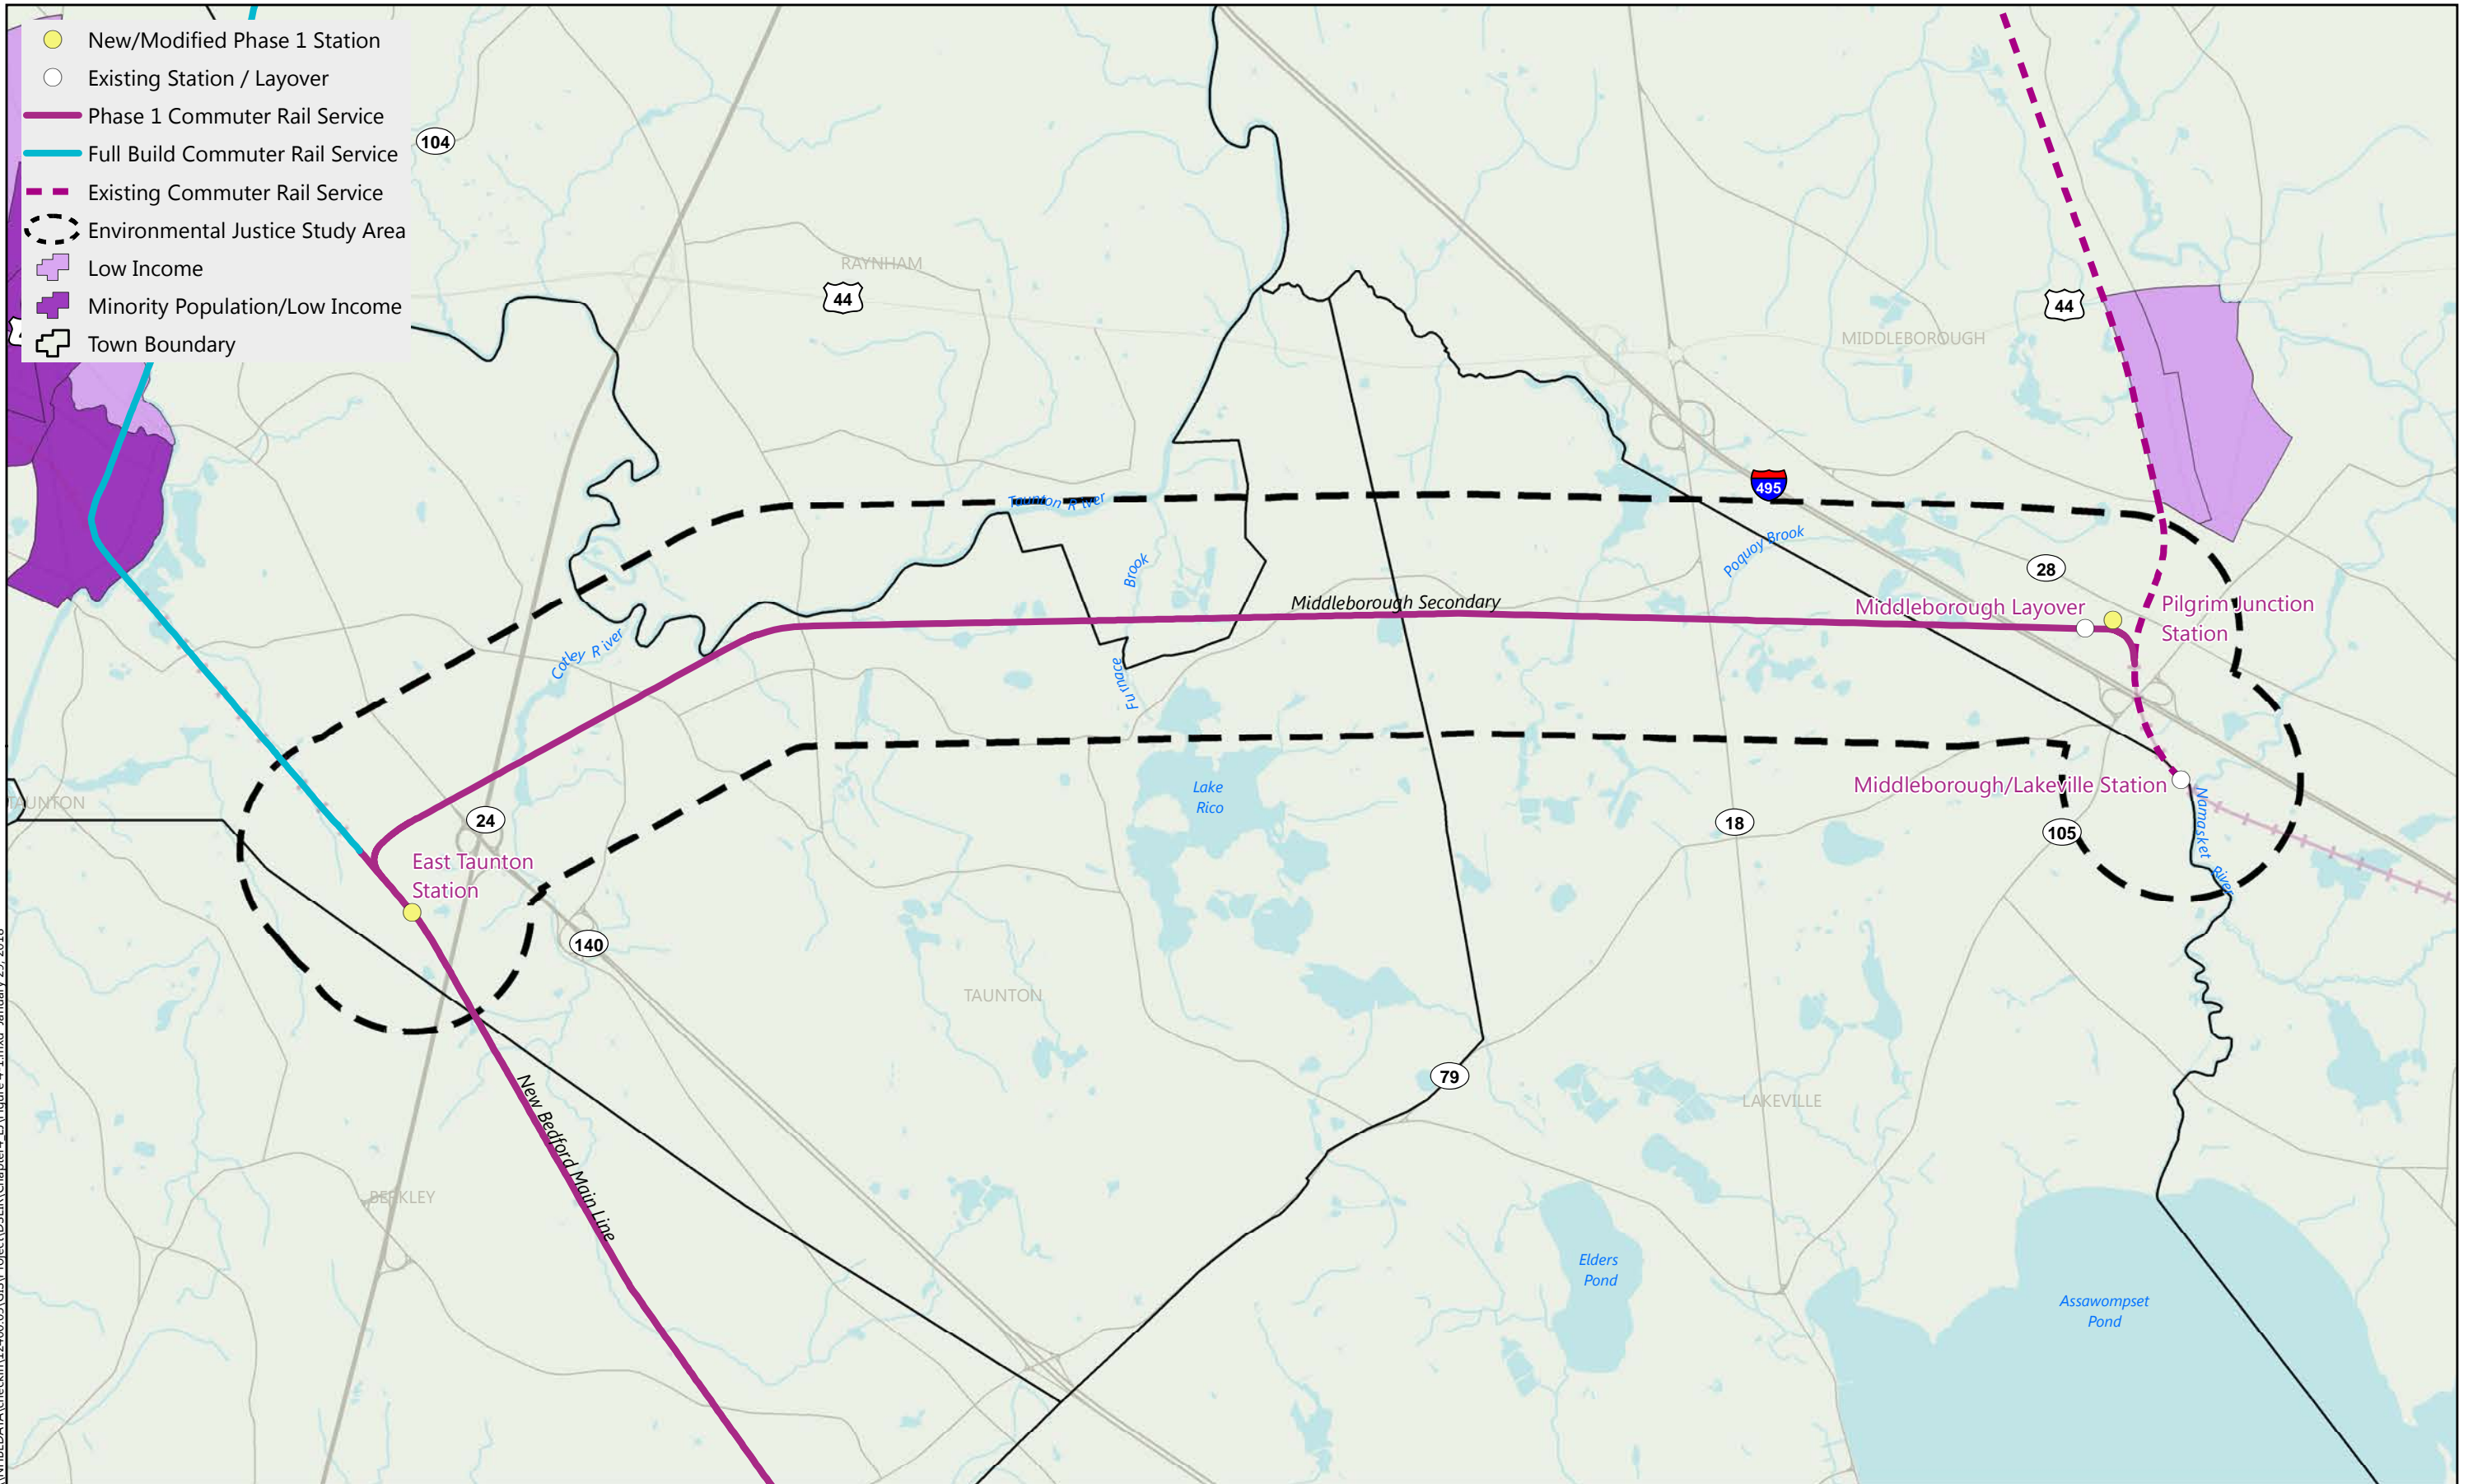 New/Modified Phase 1 Station
Existing Station / Layover
Phase 1 Commuter Rail Service
Full Build Commuter Rail Service
Existing Commuter Rail Service
Environmental Justice Study Area
Low Income
Minority Population/Low Income
Town Boundary
104
RAYNHAM
44
44
MIDDLEBOROUGH
495
Taunton River
Poquoy Brook
Brook
28
Middleborough Secondary
Middleborough Layover
Pilgrim Junction
Station
Cotley River
Furnace
Lake
Rico
Middleborough/Lakeville Station
Namasket River
TAUNTON
24
18
105
East Taunton
Station
140
TAUNTON
79
LAKEVILLE
New Bedford Main Line
BERKLEY
Elders
Pond
Assawompset
Pond